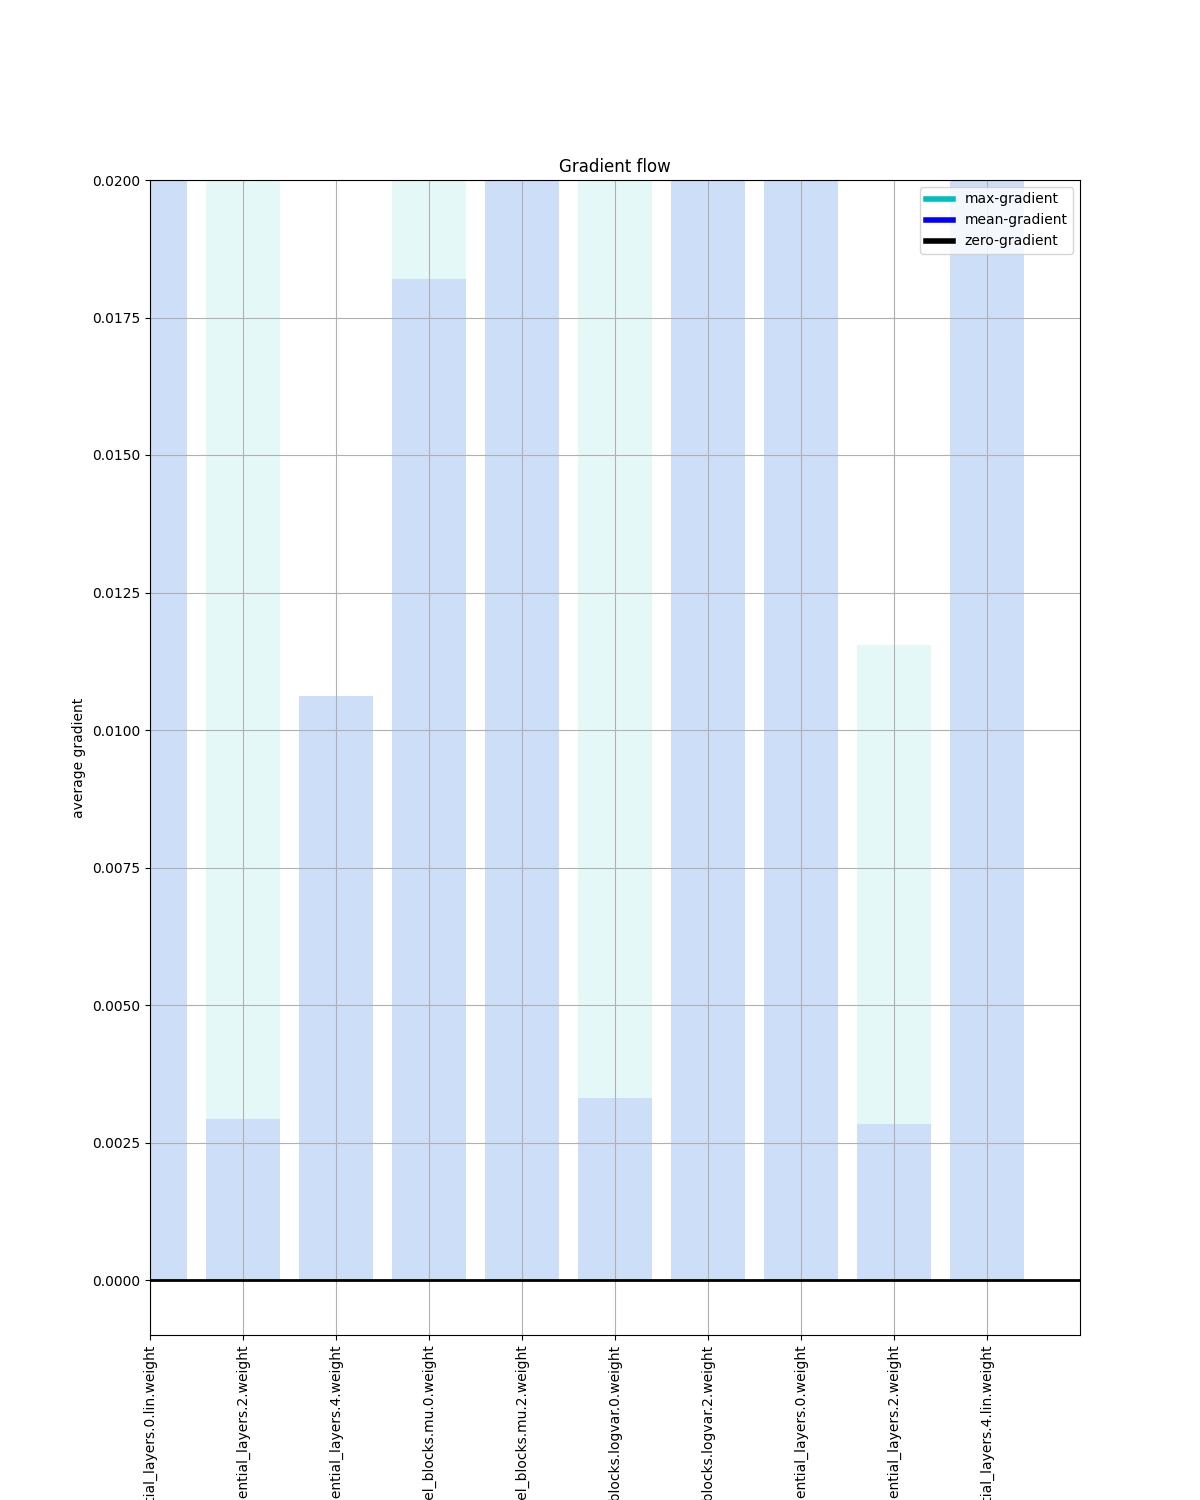 Gradient flow
max-gradient
mean-gradient
zero-gradient
0.0200
0.0175
0.0150
0.0125
0.0100
0.0075
0.0050
0.0025
0.0000
average gradient
tial_layers.0.lin.weight
ential_layers.2.weight
ential_layers.4.weight
el_blocks.mu.0.weight
el_blocks.mu.2.weight
blocks.logvar.0.weight
blocks.logvar.2.weight
ential_layers.0.weight
ential_layers.2.weight
tial_layers.4.lin.weight